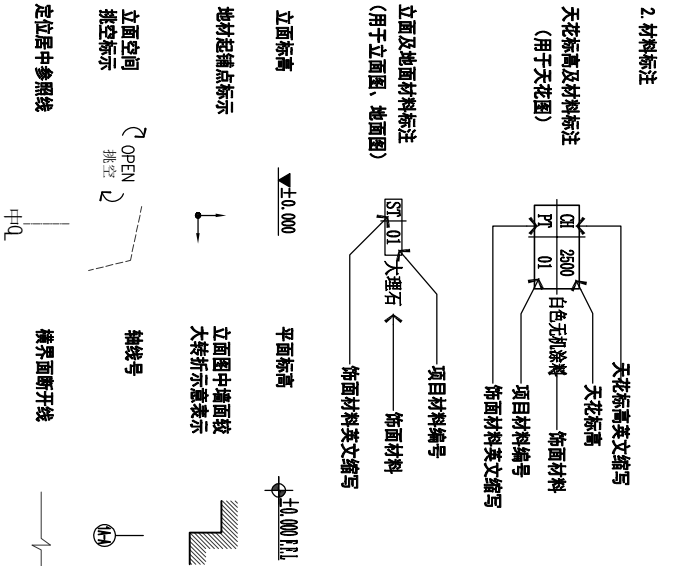 2. 材料标注
天花标高及材料标注
(用于天花图)
CH 2500
PT 01
白色无机涂料
天花标高英文缩写
天花标高
饰面材料
项目材料编号
饰面材料英文缩写
立面及地面材料标注
(用于立面图、地面图)
ST 01 大理石
项目材料编号
饰面材料
饰面材料英文缩写
立面标高
±0.000
平面标高
±0.000 F.F.L
地材起铺点标示
立面图中墙面较
大转折示意表示
立面空间
挑空标示
OPEN
挑空
轴线号
1A-A
定位居中参照线
中
横界面断开线